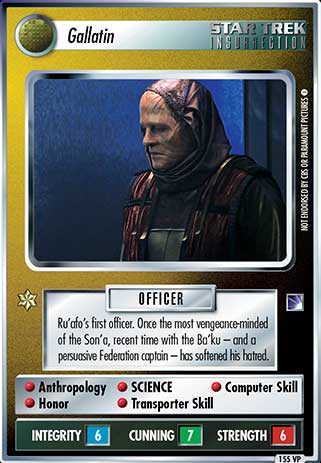 Gallatin
STAR TREK
INSURRECTION
NOT ENDORSED BY CBS OR PARAMOUNT PICTURES
OFFICER
Ru'afo's first officer. Once the most vengeance-minded
of the Son'a, recent time with the Ba'ku – and a
persuasive Federation captain – has softened his hatred.
Anthropology SCIENCE Computer Skill
Honor Transporter Skill
INTEGRITY 6 CUNNING 7 STRENGTH 6
155 VP